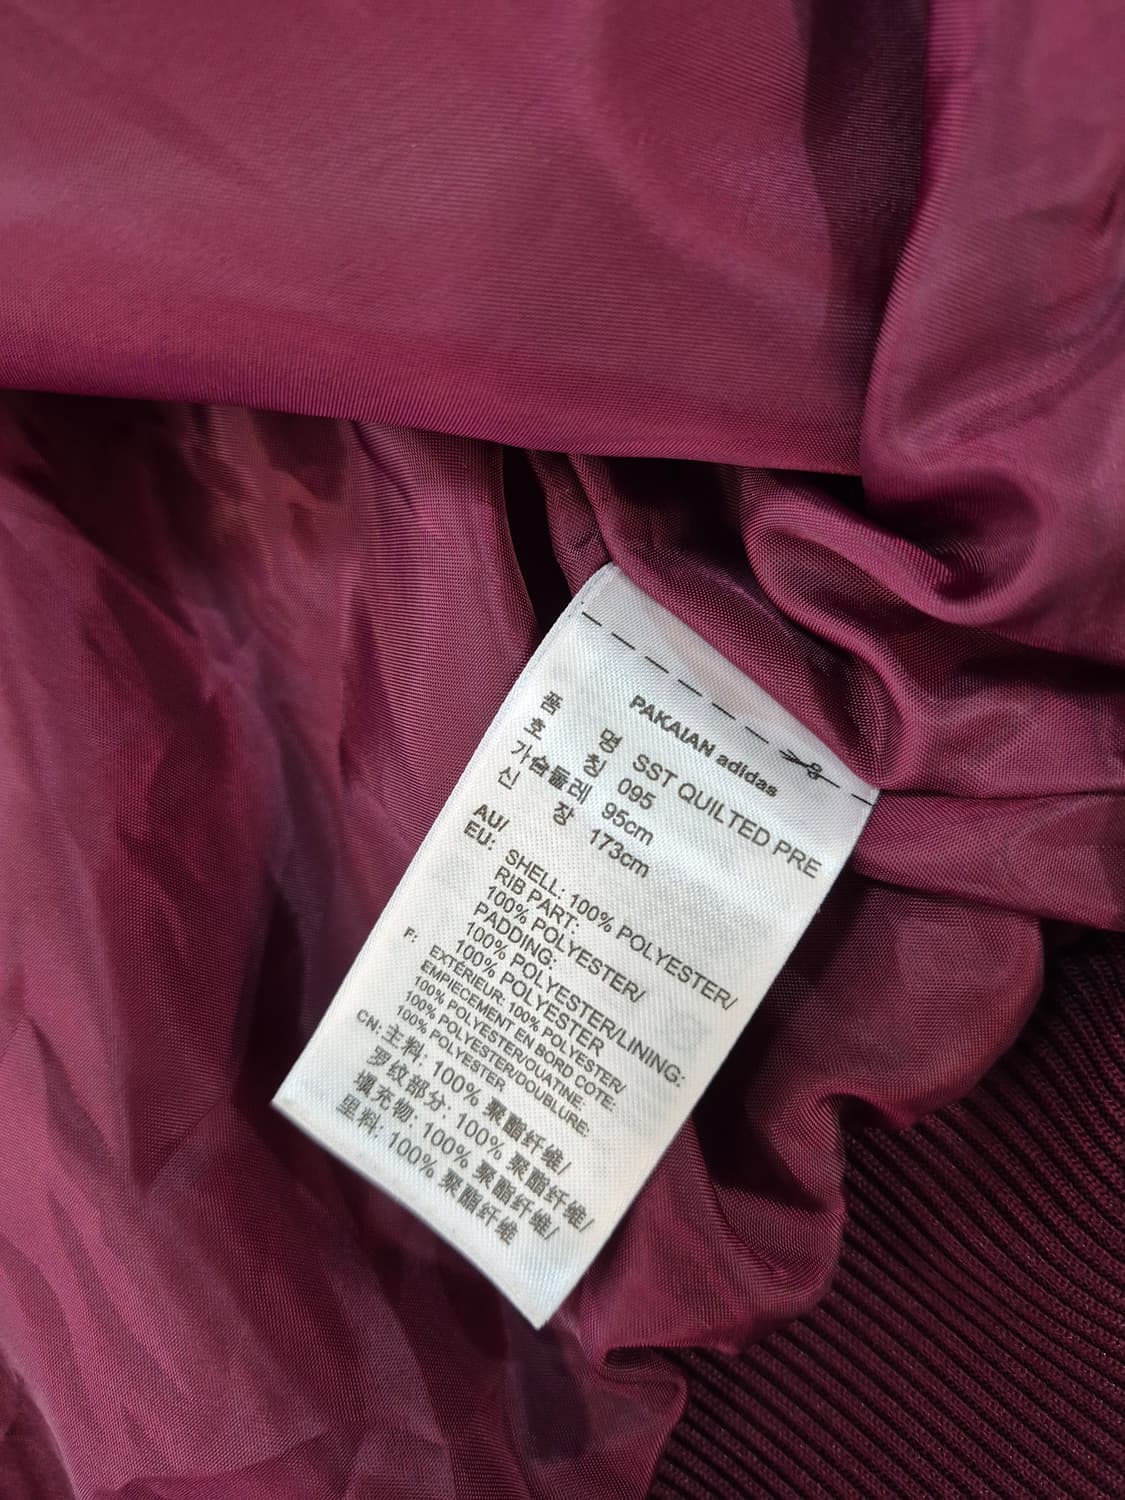 PAKAIAN adidas
품 명 SST QUILTED PRE
호 칭 095
가슴둘레 95cm
신 장 173cm
AU/
EU: SHELL: 100% POLYESTER/
RIB PART:
100% POLYESTER/
PADDING:
100% POLYESTER/LINING:
100% POLYESTER
F: EXTÉRIEUR: 100% POLYESTER/
EMPIECEMENT EN BORD COTE:
100% POLYESTER/OUATINE:
100% POLYESTER/DOUBLURE:
100% POLYESTER
CN: 主料: 100% 聚酯纤维/
罗纹部分: 100% 聚酯纤维/
填充物: 100% 聚酯纤维/
里料: 100% 聚酯纤维